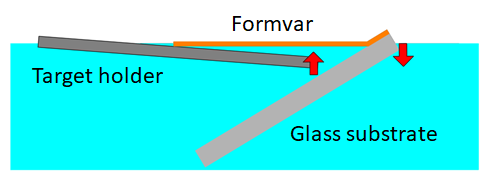 Formvar
Target holder
Glass substrate